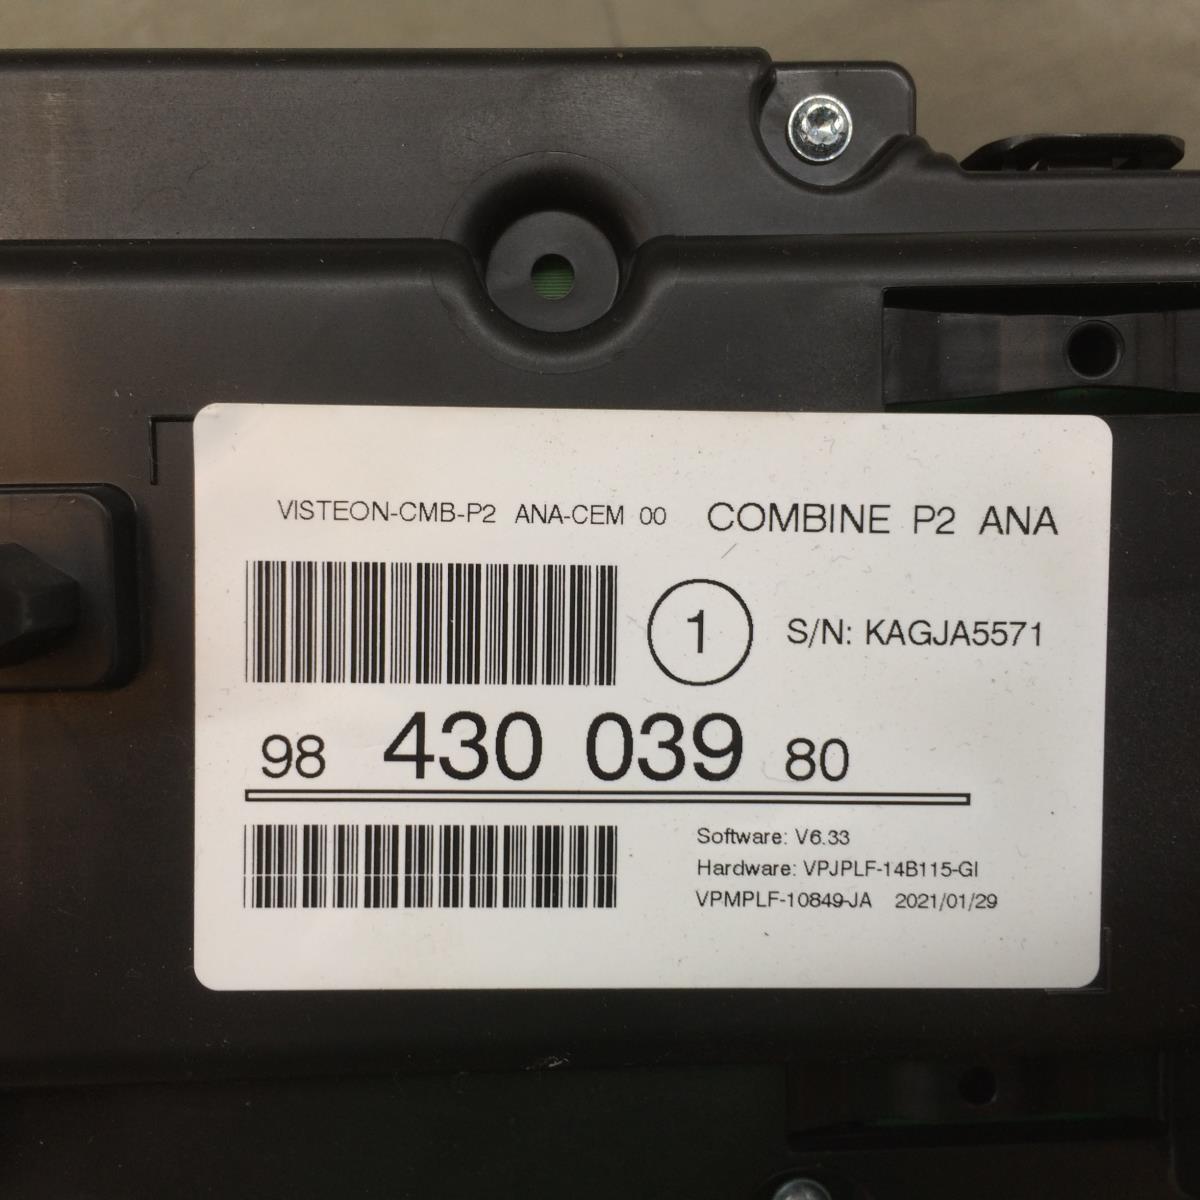 VISTEON-CMB-P2 ANA-CEM 00 COMBINE P2 ANA
1 S/N: KAGJA5571
98 430 039 80
Software: V6.33
Hardware: VPJPLF-14B115-GI
VPMPLF-10849-JA 2021/01/29